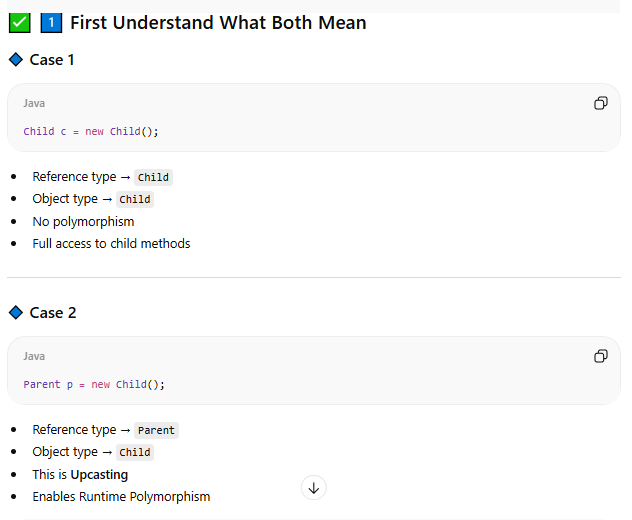 ✅ 1️⃣ First Understand What Both Mean
🔷 Case 1
Java
Child c = new Child();
• Reference type → Child
• Object type → Child
• No polymorphism
• Full access to child methods
🔷 Case 2
Java
Parent p = new Child();
• Reference type → Parent
• Object type → Child
• This is Upcasting
• Enables Runtime Polymorphism